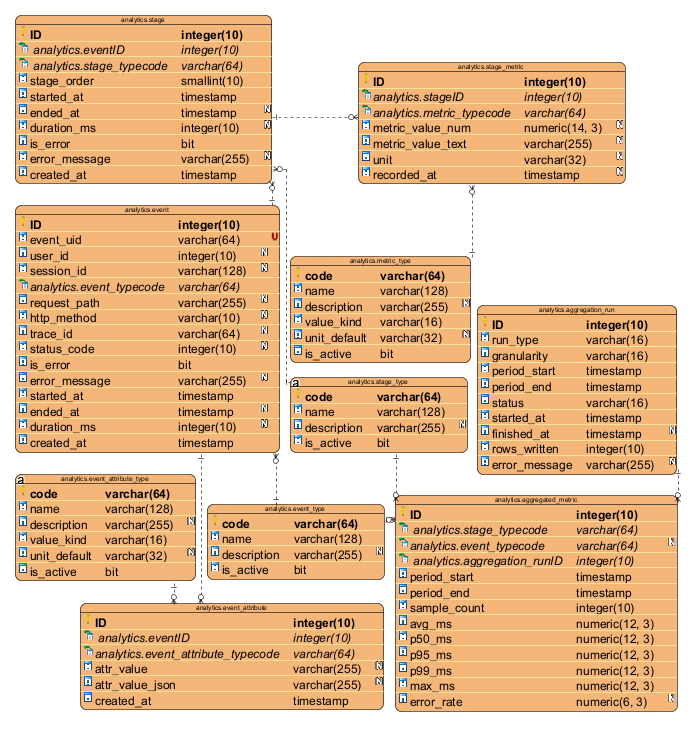 analytics.stage
ID integer(10)
analytics.eventID integer(10)
analytics.stage_typecode varchar(64)
stage_order smallint(10)
started_at timestamp
ended_at timestamp N
duration_ms integer(10) N
is_error bit
error_message varchar(255) N
created_at timestamp
analytics.stage_metric
ID integer(10)
analytics.stageID integer(10)
analytics.metric_typecode varchar(64)
metric_value_num numeric(14, 3) N
metric_value_text varchar(255) N
unit varchar(32) N
recorded_at timestamp N
analytics.event
ID integer(10)
event_uid varchar(64) U
user_id integer(10) N
session_id varchar(128) N
analytics.event_typecode varchar(64)
request_path varchar(255) N
http_method varchar(10) N
trace_id varchar(64) N
status_code integer(10) N
is_error bit
error_message varchar(255) N
started_at timestamp
ended_at timestamp N
duration_ms integer(10) N
created_at timestamp
analytics.metric_type
code varchar(64)
name varchar(128)
description varchar(255) N
value_kind varchar(16)
unit_default varchar(32) N
is_active bit
analytics.aggregation_run
ID integer(10)
run_type varchar(16)
granularity varchar(16)
period_start timestamp
period_end timestamp
status varchar(16)
started_at timestamp
finished_at timestamp N
rows_written integer(10)
error_message varchar(255) N
a analytics.stage_type
code varchar(64)
name varchar(128)
description varchar(255) N
is_active bit
a analytics.event_attribute_type
code varchar(64)
name varchar(128)
description varchar(255) N
value_kind varchar(16)
unit_default varchar(32) N
is_active bit
analytics.event_type
code varchar(64)
name varchar(128)
description varchar(255) N
is_active bit
analytics.aggregated_metric
ID integer(10)
analytics.stage_typecode varchar(64)
analytics.event_typecode varchar(64) N
analytics.aggregation_runID integer(10)
period_start timestamp
period_end timestamp
sample_count integer(10)
avg_ms numeric(12, 3)
p50_ms numeric(12, 3)
p95_ms numeric(12, 3)
p99_ms numeric(12, 3)
max_ms numeric(12, 3)
error_rate numeric(6, 3) N
analytics.event_attribute
ID integer(10)
analytics.eventID integer(10)
analytics.event_attribute_typecode varchar(64)
attr_value varchar(255) N
attr_value_json varchar(255) N
created_at timestamp